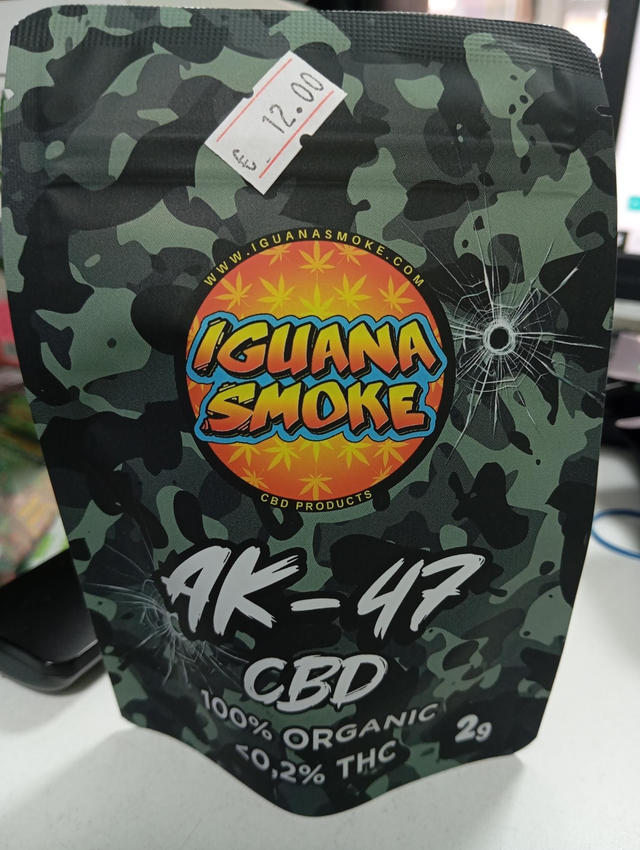 € 12.00
WWW.IGUANASMOKE.COM
IGUANA
SMOKE
CBD PRODUCTS
AK-47
CBD
100% ORGANIC
<0,2% THC
2g